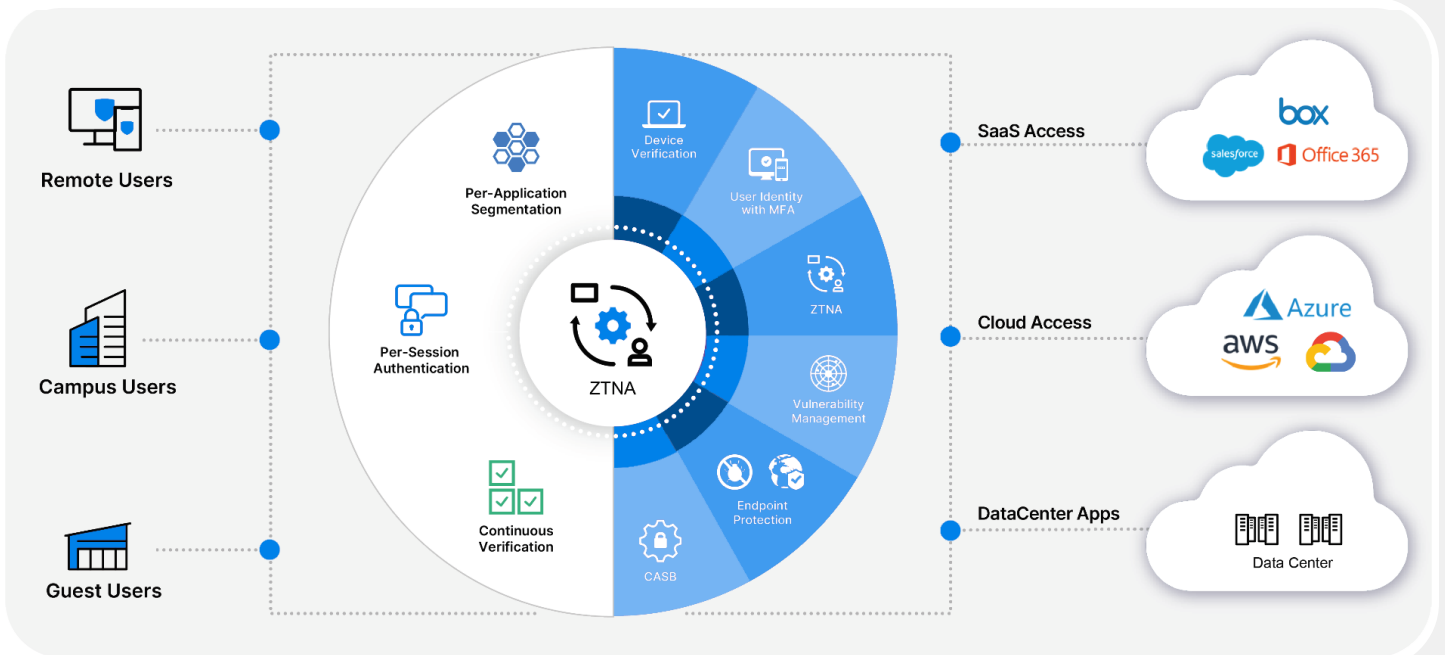 Remote Users
Campus Users
Guest Users
Per-Application
Segmentation
Per-Session
Authentication
Continuous
Verification
ZTNA
Device
Verification
User Identity
with MFA
ZTNA
Vulnerability
Management
Endpoint
Protection
CASB
SaaS Access
box
salesforce
Office 365
Cloud Access
Azure
aws
DataCenter Apps
Data Center